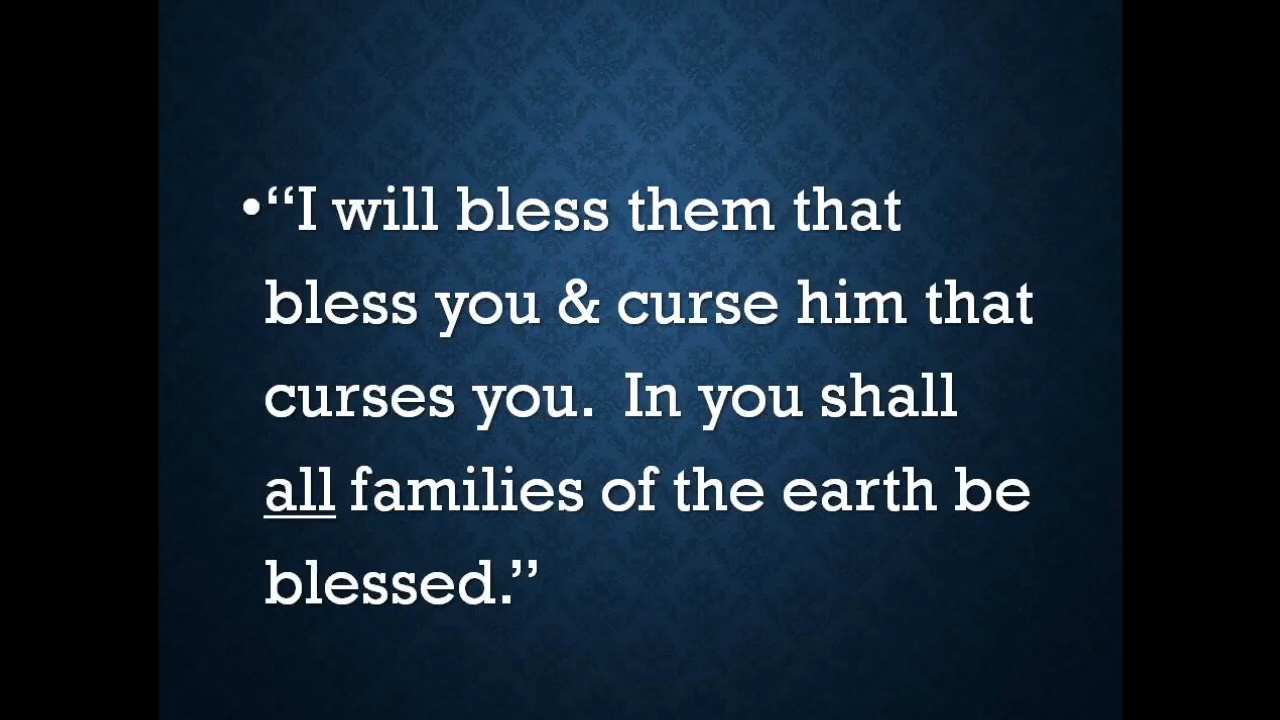 •“I will bless them that
bless you & curse him that
curses you.  In you shall
all families of the earth be
blessed.”